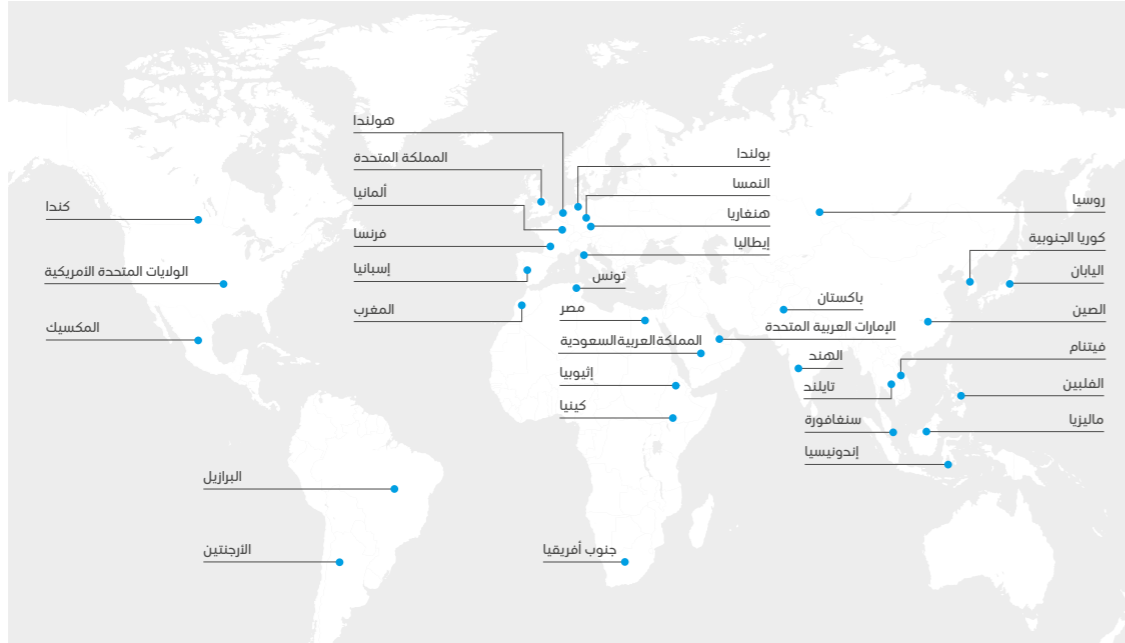 هولندا
المملكة المتحدة
ألمانيا
فرنسا
إسبانيا
المغرب
بولندا
النمسا
هنغاريا
إيطاليا
تونس
مصر
المملكة العربية السعودية
إثيوبيا
كينيا
جنوب أفريقيا
كندا
الولايات المتحدة الأمريكية
المكسيك
البرازيل
الأرجنتين
باكستان
الإمارات العربية المتحدة
الهند
تايلند
سنغافورة
إندونيسيا
روسيا
كوريا الجنوبية
اليابان
الصين
فيتنام
الفلبين
ماليزيا